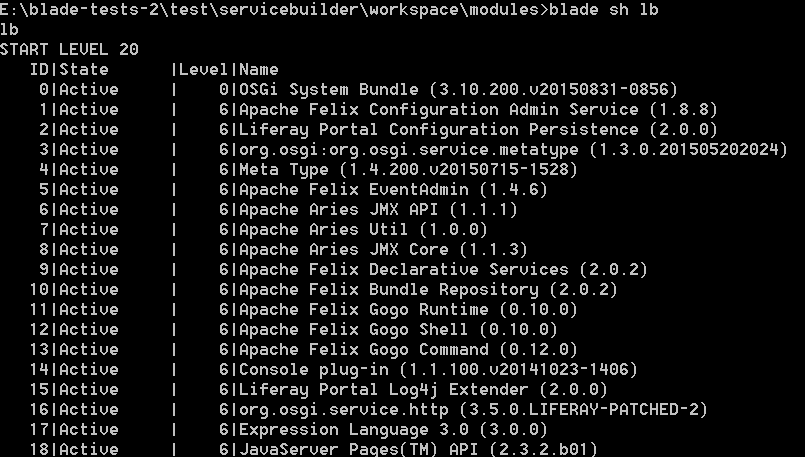 E:\blade-tests-2\test\servicebuilder\workspace\modules>blade sh lb
lb
START LEVEL 20
   ID|State      |Level|Name
    0|Active     |    0|OSGi System Bundle (3.10.200.v20150831-0856)
    1|Active     |    6|Apache Felix Configuration Admin Service (1.8.8)
    2|Active     |    6|Liferay Portal Configuration Persistence (2.0.0)
    3|Active     |    6|org.osgi:org.osgi.service.metatype (1.3.0.201505202024)
    4|Active     |    6|Meta Type (1.4.200.v20150715-1528)
    5|Active     |    6|Apache Felix EventAdmin (1.4.6)
    6|Active     |    6|Apache Aries JMX API (1.1.1)
    7|Active     |    6|Apache Aries Util (1.0.0)
    8|Active     |    6|Apache Aries JMX Core (1.1.3)
    9|Active     |    6|Apache Felix Declarative Services (2.0.2)
   10|Active     |    6|Apache Felix Bundle Repository (2.0.2)
   11|Active     |    6|Apache Felix Gogo Runtime (0.10.0)
   12|Active     |    6|Apache Felix Gogo Shell (0.10.0)
   13|Active     |    6|Apache Felix Gogo Command (0.12.0)
   14|Active     |    6|Console plug-in (1.1.100.v20141023-1406)
   15|Active     |    6|Liferay Portal Log4j Extender (2.0.0)
   16|Active     |    6|org.osgi.service.http (3.5.0.LIFERAY-PATCHED-2)
   17|Active     |    6|Expression Language 3.0 (3.0.0)
   18|Active     |    6|JavaServer Pages(TM) API (2.3.2.b01)